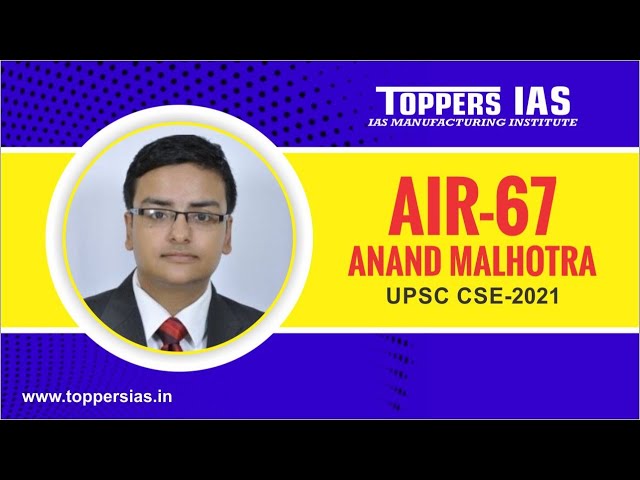 TOPPERS IAS
IAS MANUFACTURING INSTITUTE
AIR-67
ANAND MALHOTRA
UPSC CSE-2021
www.toppersias.in